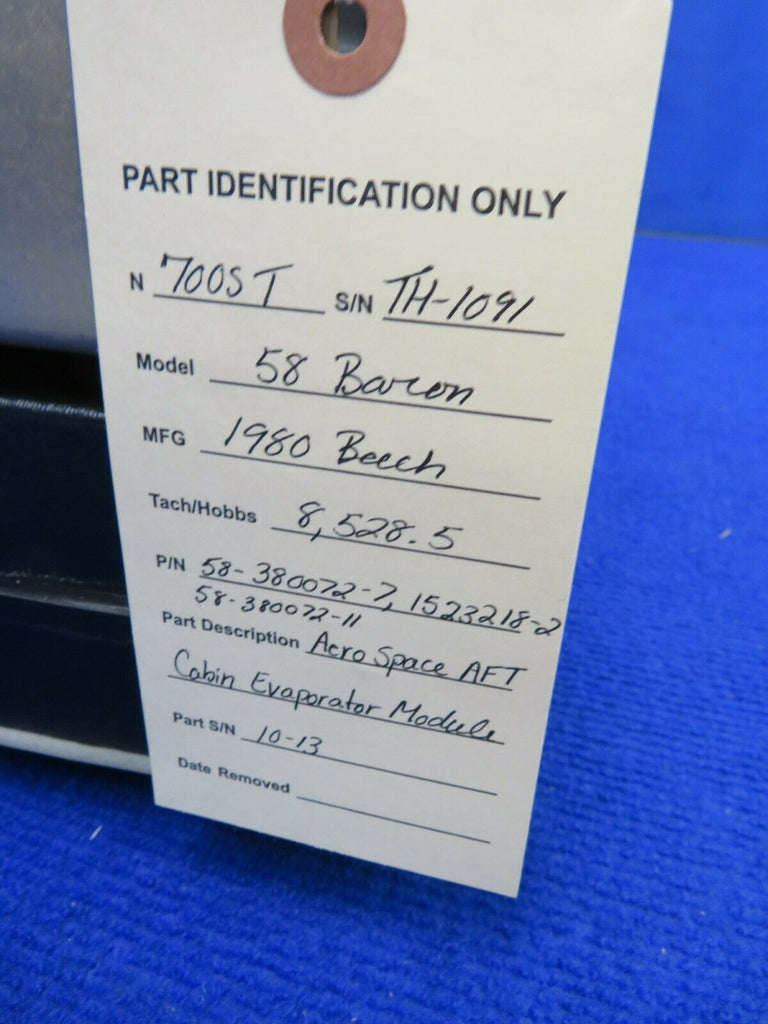 PART IDENTIFICATION ONLY
N 700ST S/N TH-1091
Model 58 Baron
MFG 1980 Beech
Tach/Hobbs 8,528.5
P/N 58-380072-7, 1523218-2
58-380072-11
Part Description Aero Space AFT
Cabin Evaporator Module
Part S/N 10-13
Date Removed